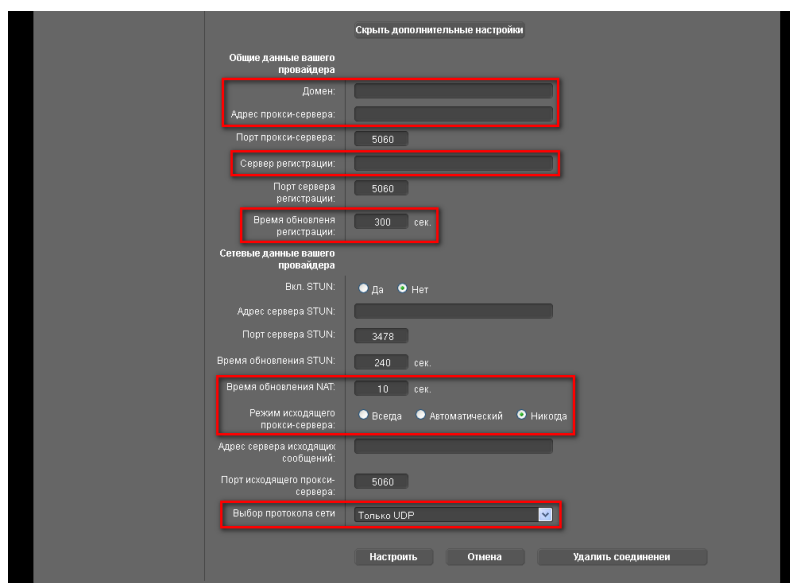 Скрыть дополнительные настройки
Общие данные вашего
провайдера
Домен:
Адрес прокси-сервера:
Порт прокси-сервера: 5060
Сервер регистрации:
Порт сервера
регистрации: 5060
Время обновленя
регистрации: 300 сек.
Сетевые данные вашего
провайдера
Вкл. STUN: Да Нет
Адрес сервера STUN:
Порт сервера STUN: 3478
Время обновления STUN: 240 сек.
Время обновления NAT: 10 сек.
Режим исходящего
прокси-сервера: Всегда Автоматический Никогда
Адрес сервера исходящих
сообщений:
Порт исходящего прокси-
сервера: 5060
Выбор протокола сети Только UDP
Настроить Отмена Удалить соединенеи